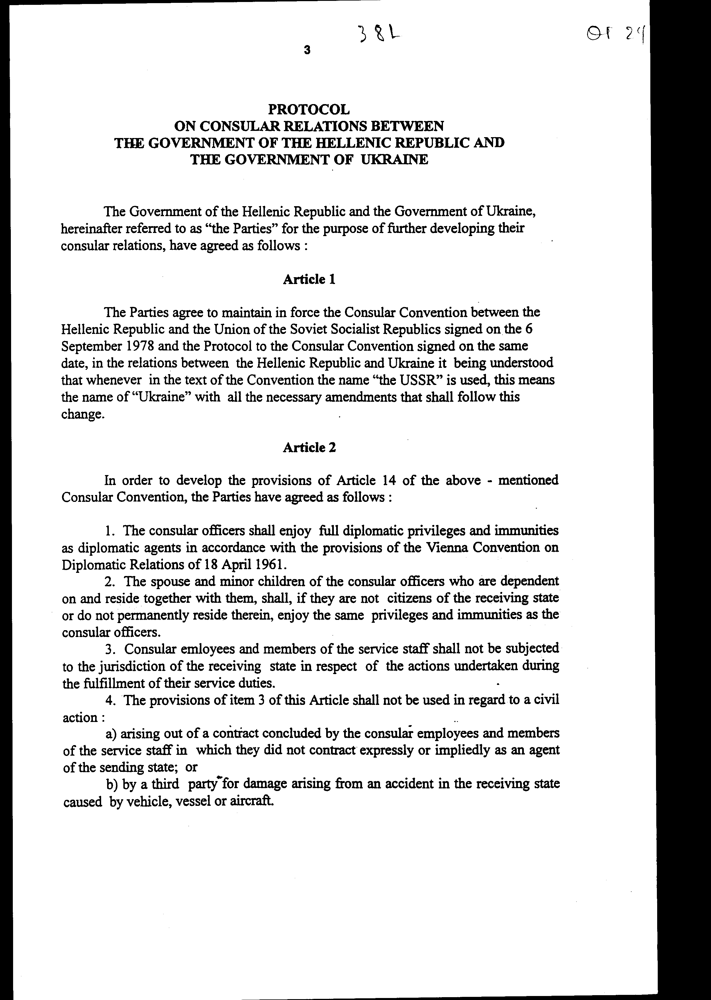 38L
3
PROTOCOL
ON CONSULAR RELATIONS BETWEEN
THE GOVERNMENT OF THE HELLENIC REPUBLIC AND
THE GOVERNMENT OF UKRAINE
The Government of the Hellenic Republic and the Government of Ukraine,
hereinafter referred to as “the Parties” for the purpose of further developing their
consular relations, have agreed as follows :
Article 1
The Parties agree to maintain in force the Consular Convention between the
Hellenic Republic and the Union of the Soviet Socialist Republics signed on the 6
September 1978 and the Protocol to the Consular Convention signed on the same
date, in the relations between the Hellenic Republic and Ukraine it being understood
that whenever in the text of the Convention the name “the USSR” is used, this means
the name of “Ukraine” with all the necessary amendments that shall follow this
change.
Article 2
In order to develop the provisions of Article 14 of the above - mentioned
Consular Convention, the Parties have agreed as follows :
1. The consular officers shall enjoy full diplomatic privileges and immunities
as diplomatic agents in accordance with the provisions of the Vienna Convention on
Diplomatic Relations of 18 April 1961.
2. The spouse and minor children of the consular officers who are dependent
on and reside together with them, shall, if they are not citizens of the receiving state
or do not permanently reside therein, enjoy the same privileges and immunities as the
consular officers.
3. Consular emloyees and members of the service staff shall not be subjected
to the jurisdiction of the receiving state in respect of the actions undertaken during
the fulfillment of their service duties.
4. The provisions of item 3 of this Article shall not be used in regard to a civil
action :
a) arising out of a contract concluded by the consular employees and members
of the service staff in which they did not contract expressly or impliedly as an agent
of the sending state; or
b) by a third party for damage arising from an accident in the receiving state
caused by vehicle, vessel or aircraft.